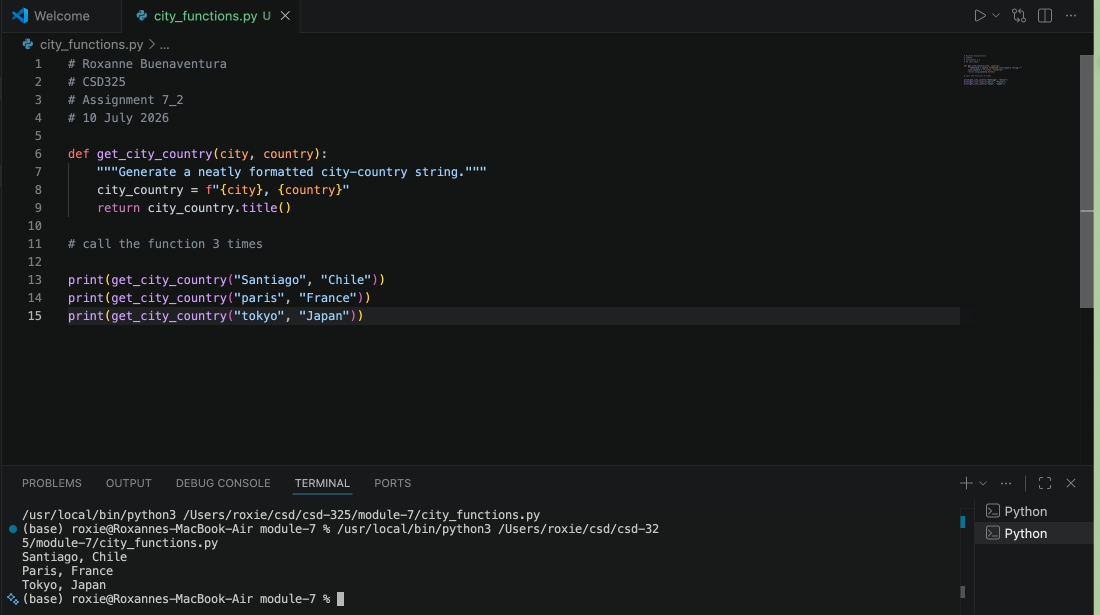 Welcome
city_functions.py U
city_functions.py > ...
1 # Roxanne Buenaventura
2 # CSD325
3 # Assignment 7_2
4 # 10 July 2026
5
6 def get_city_country(city, country):
7     """Generate a neatly formatted city-country string."""
8     city_country = f"{city}, {country}"
9     return city_country.title()
10
11 # call the function 3 times
12
13 print(get_city_country("Santiago", "Chile"))
14 print(get_city_country("paris", "France"))
15 print(get_city_country("tokyo", "Japan"))
PROBLEMS OUTPUT DEBUG CONSOLE TERMINAL PORTS
/usr/local/bin/python3 /Users/roxie/csd/csd-325/module-7/city_functions.py
(base) roxie@Roxannes-MacBook-Air module-7 % /usr/local/bin/python3 /Users/roxie/csd/csd-32
5/module-7/city_functions.py
Santiago, Chile
Paris, France
Tokyo, Japan
(base) roxie@Roxannes-MacBook-Air module-7 %
Python
Python